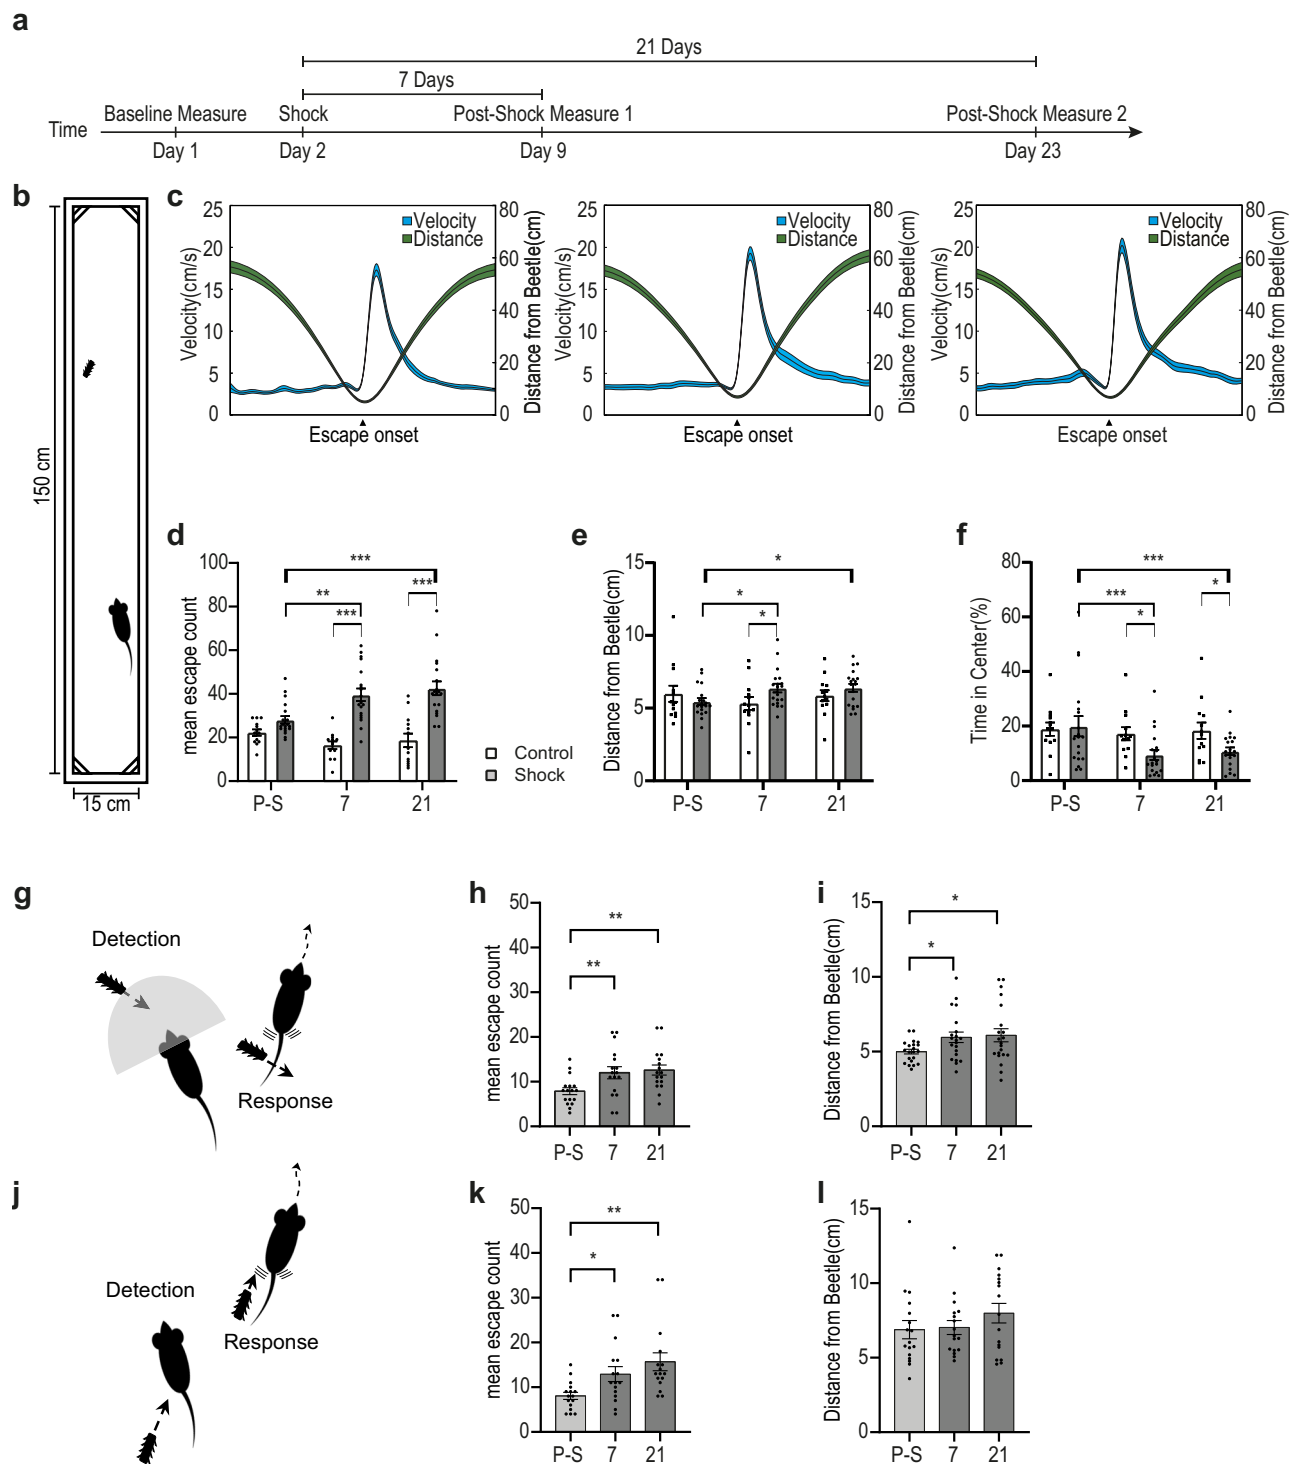 a
21 Days
7 Days
Baseline Measure Shock Post-Shock Measure 1 Post-Shock Measure 2
Time
Day 1 Day 2 Day 9 Day 23
b
150 cm
15 cm
c
25 20 15 10 5 0
Velocity(cm/s)
Velocity
Distance
80 60 40 20 0
Distance from Beetle(cm)
Escape onset
25 20 15 10 5 0
Velocity(cm/s)
Velocity
Distance
80 60 40 20 0
Distance from Beetle(cm)
Escape onset
25 20 15 10 5 0
Velocity(cm/s)
Velocity
Distance
80 60 40 20 0
Distance from Beetle(cm)
Escape onset
d
mean escape count
100 80 60 40 20 0
***
**
***
***
P-S 7 21
Control
Shock
e
Distance from Beetle(cm)
15 10 5 0
*
*
*
P-S 7 21
f
Time in Center(%)
80 60 40 20 0
***
***
*
*
P-S 7 21
g
Detection
Response
h
mean escape count
50 40 30 20 10 0
**
**
P-S 7 21
i
Distance from Beetle(cm)
15 10 5 0
*
*
P-S 7 21
j
Detection
Response
k
mean escape count
50 40 30 20 10 0
**
*
P-S 7 21
l
Distance from Beetle(cm)
15 10 5 0
P-S 7 21